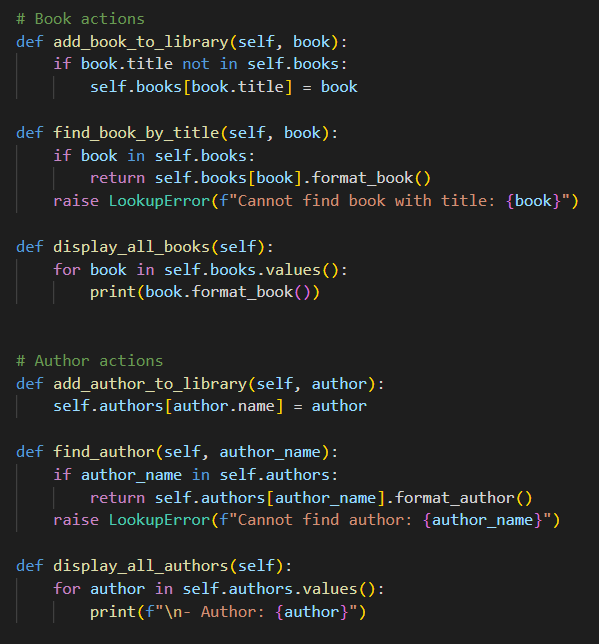 # Book actions
def add_book_to_library(self, book):
    if book.title not in self.books:
        self.books[book.title] = book
def find_book_by_title(self, book):
    if book in self.books:
        return self.books[book].format_book()
    raise LookupError(f"Cannot find book with title: {book}")
def display_all_books(self):
    for book in self.books.values():
        print(book.format_book())
# Author actions
def add_author_to_library(self, author):
    self.authors[author.name] = author
def find_author(self, author_name):
    if author_name in self.authors:
        return self.authors[author_name].format_author()
    raise LookupError(f"Cannot find author: {author_name}")
def display_all_authors(self):
    for author in self.authors.values():
        print(f"\n- Author: {author}")